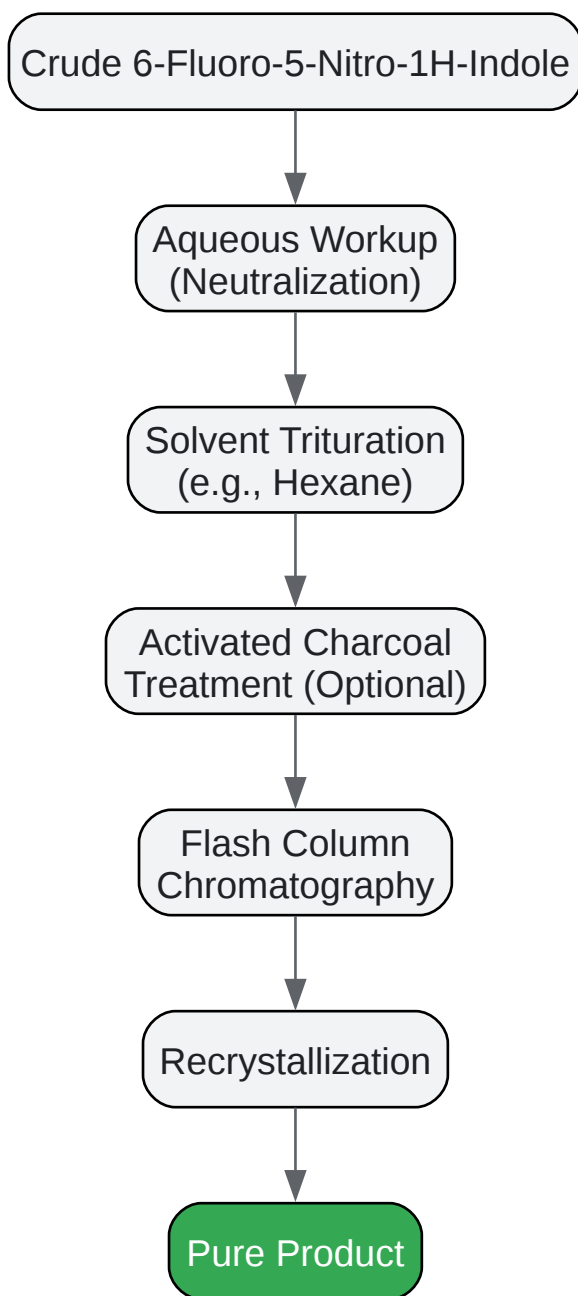 Crude 6-Fluoro-5-Nitro-1H-Indole
Aqueous Workup
(Neutralization)
Solvent Trituration
(e.g., Hexane)
Activated Charcoal
Treatment (Optional)
Flash Column
Chromatography
Recrystallization
Pure Product